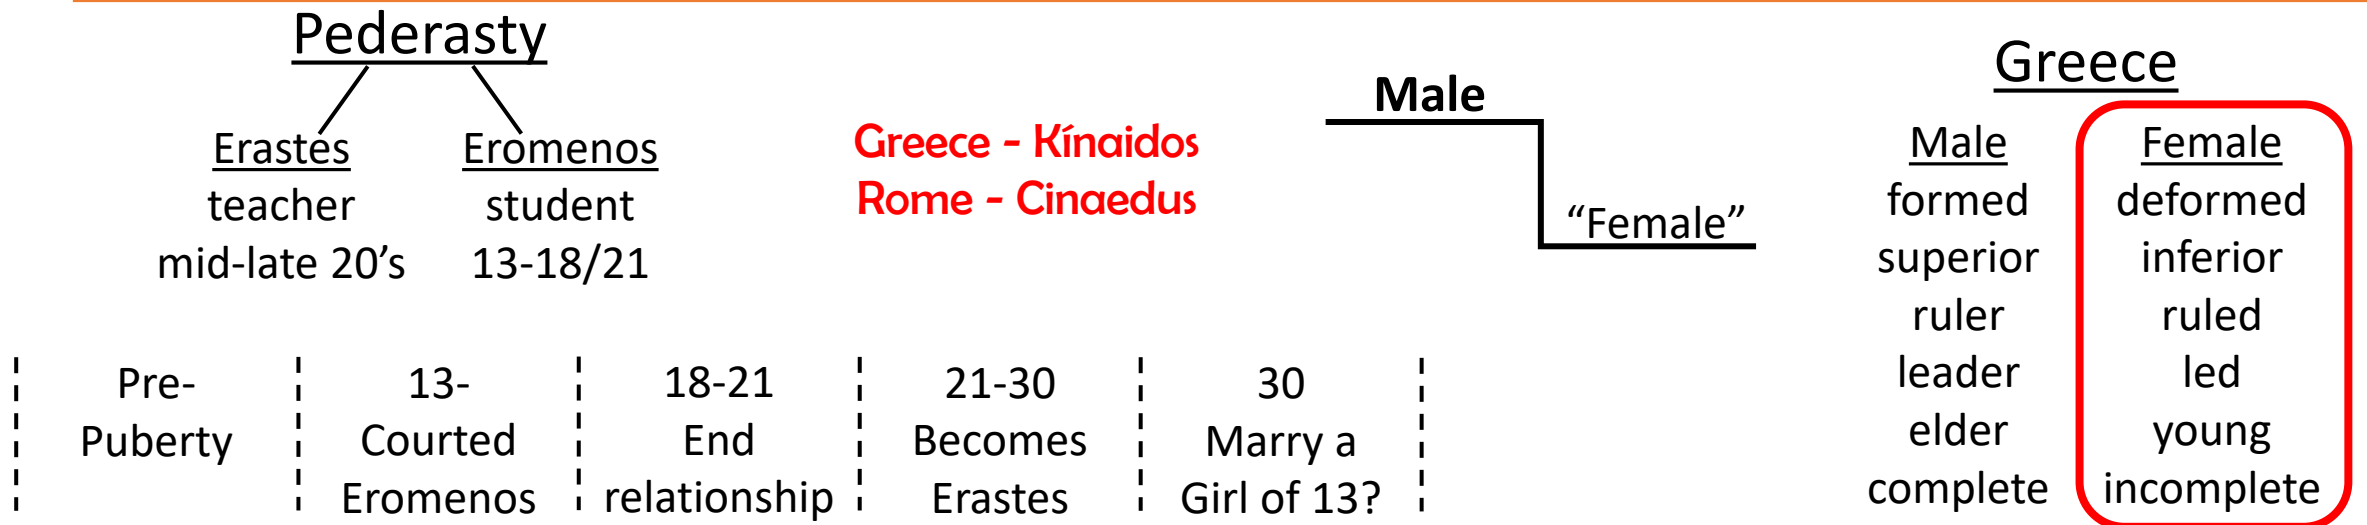 Pederasty
Erastes
teacher
mid-late 20's
Eromenos
student
13-18/21
Greece - Kínaidos
Rome - Cinaedus
Male
“Female”
Greece
Male
formed
superior
ruler
leader
elder
complete
Female
deformed
inferior
ruled
led
young
incomplete
Pre-
Puberty
13-
Courted
Eromenos
18-21
End
relationship
21-30
Becomes
Erastes
30
Marry a
Girl of 13?